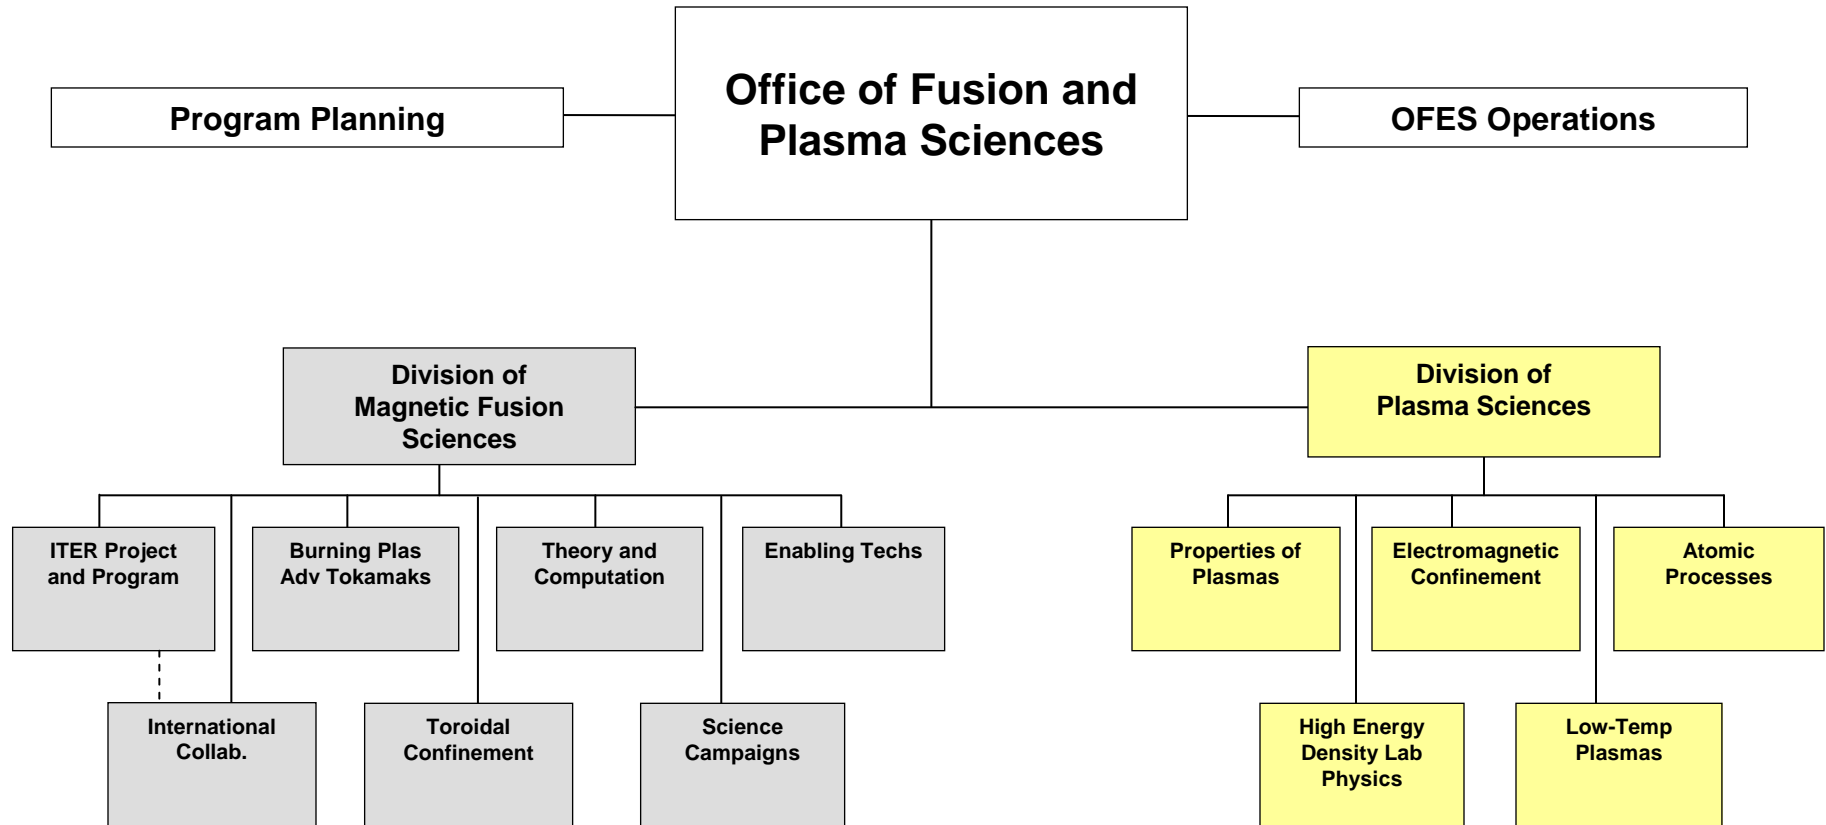 Office of Fusion and
Plasma Sciences
Program Planning
OFES Operations
Division of
Magnetic Fusion
Sciences
Division of
Plasma Sciences
ITER Project
and Program
Burning Plas
Adv Tokamaks
Theory and
Computation
Enabling Techs
Properties of
Plasmas
Electromagnetic
Confinement
Atomic
Processes
International
Collab.
Toroidal
Confinement
Science
Campaigns
High Energy
Density Lab
Physics
Low-Temp
Plasmas